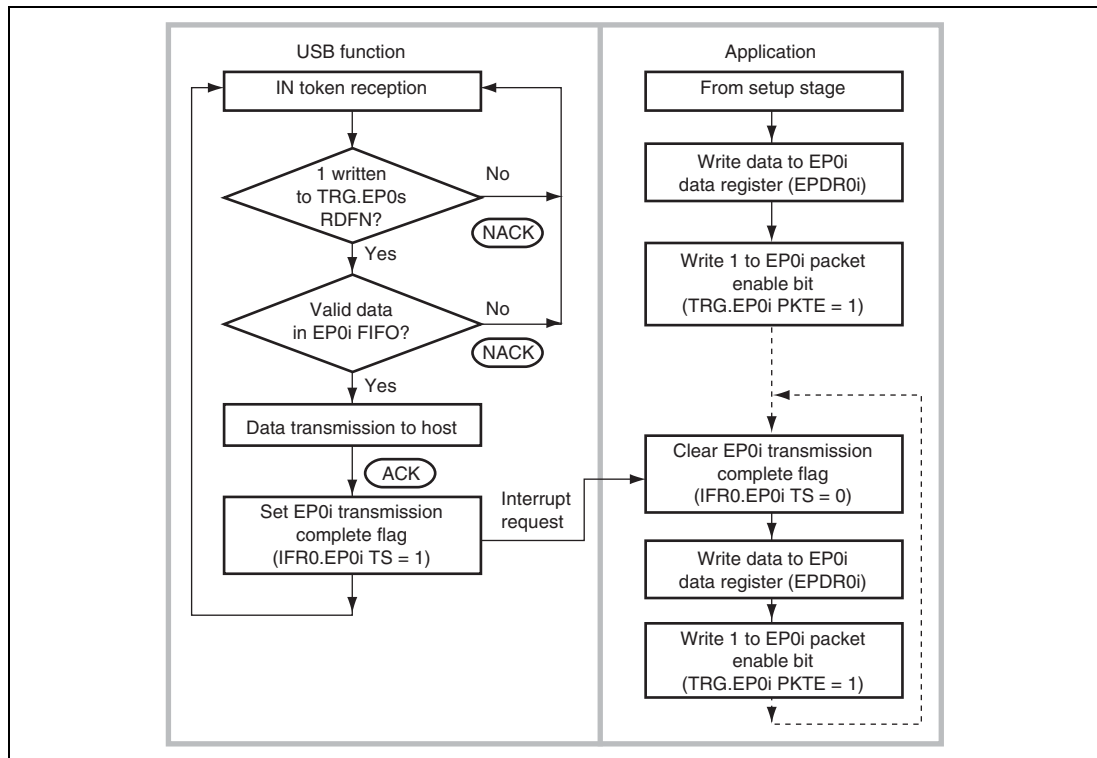 USB function
IN token reception
1 written
to TRG.EP0s
RDFN?
No
NACK
Yes
Valid data
in EP0i FIFO?
No
NACK
Yes
Data transmission to host
ACK
Set EP0i transmission
complete flag
(IFR0.EP0i TS = 1)
Interrupt
request
Application
From setup stage
Write data to EP0i
data register (EPDR0i)
Write 1 to EP0i packet
enable bit
(TRG.EP0i PKTE = 1)
Clear EP0i transmission
complete flag
(IFR0.EP0i TS = 0)
Write data to EP0i
data register (EPDR0i)
Write 1 to EP0i packet
enable bit
(TRG.EP0i PKTE = 1)